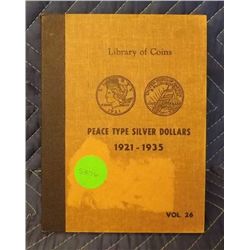 Library of Coins
PEACE TYPE SILVER DOLLARS
1921-1935
VOL 26